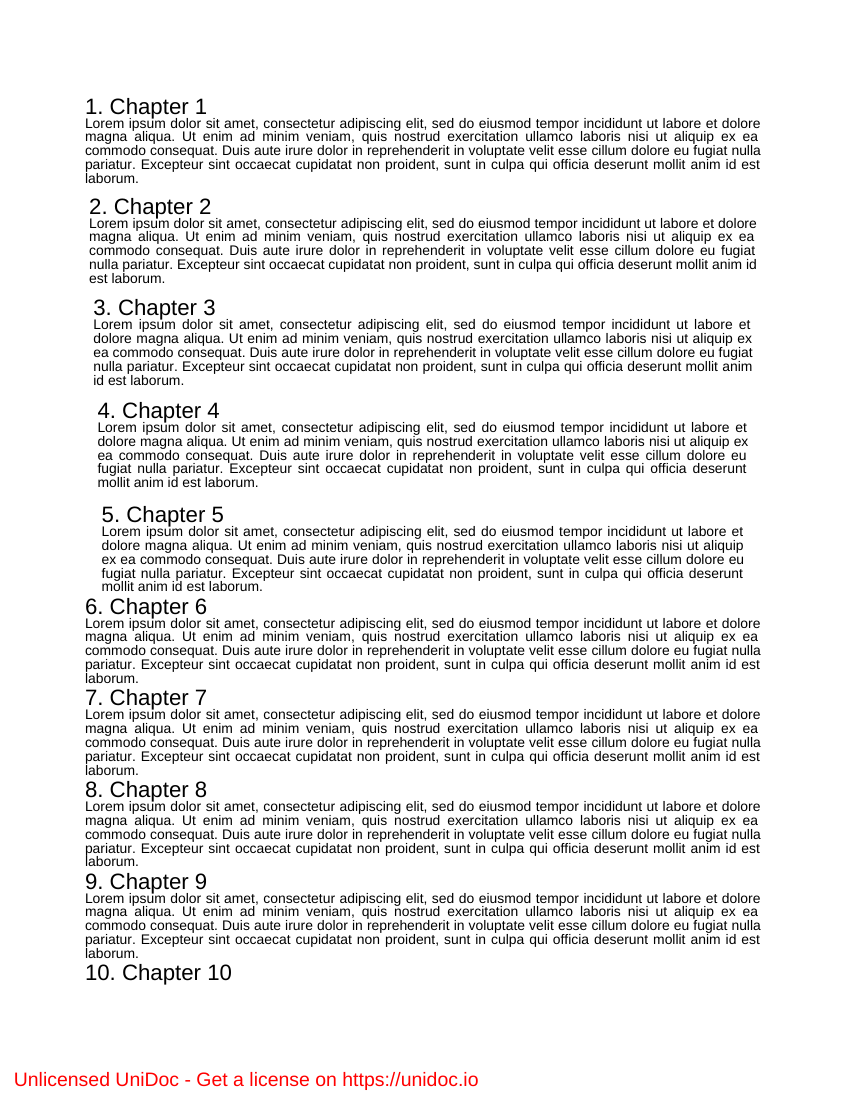 1. Chapter 1
Lorem ipsum dolor sit amet, consectetur adipiscing elit, sed do eiusmod tempor incididunt ut labore et dolore
magna aliqua. Ut enim ad minim veniam, quis nostrud exercitation ullamco laboris nisi ut aliquip ex ea
commodo consequat. Duis aute irure dolor in reprehenderit in voluptate velit esse cillum dolore eu fugiat nulla
pariatur. Excepteur sint occaecat cupidatat non proident, sunt in culpa qui officia deserunt mollit anim id est
laborum.
2. Chapter 2
Lorem ipsum dolor sit amet, consectetur adipiscing elit, sed do eiusmod tempor incididunt ut labore et dolore
magna aliqua. Ut enim ad minim veniam, quis nostrud exercitation ullamco laboris nisi ut aliquip ex ea
commodo consequat. Duis aute irure dolor in reprehenderit in voluptate velit esse cillum dolore eu fugiat
nulla pariatur. Excepteur sint occaecat cupidatat non proident, sunt in culpa qui officia deserunt mollit anim id
est laborum.
3. Chapter 3
Lorem ipsum dolor sit amet, consectetur adipiscing elit, sed do eiusmod tempor incididunt ut labore et
dolore magna aliqua. Ut enim ad minim veniam, quis nostrud exercitation ullamco laboris nisi ut aliquip ex
ea commodo consequat. Duis aute irure dolor in reprehenderit in voluptate velit esse cillum dolore eu fugiat
nulla pariatur. Excepteur sint occaecat cupidatat non proident, sunt in culpa qui officia deserunt mollit anim
id est laborum.
4. Chapter 4
Lorem ipsum dolor sit amet, consectetur adipiscing elit, sed do eiusmod tempor incididunt ut labore et
dolore magna aliqua. Ut enim ad minim veniam, quis nostrud exercitation ullamco laboris nisi ut aliquip ex
ea commodo consequat. Duis aute irure dolor in reprehenderit in voluptate velit esse cillum dolore eu
fugiat nulla pariatur. Excepteur sint occaecat cupidatat non proident, sunt in culpa qui officia deserunt
mollit anim id est laborum.
5. Chapter 5
Lorem ipsum dolor sit amet, consectetur adipiscing elit, sed do eiusmod tempor incididunt ut labore et
dolore magna aliqua. Ut enim ad minim veniam, quis nostrud exercitation ullamco laboris nisi ut aliquip
ex ea commodo consequat. Duis aute irure dolor in reprehenderit in voluptate velit esse cillum dolore eu
fugiat nulla pariatur. Excepteur sint occaecat cupidatat non proident, sunt in culpa qui officia deserunt
mollit anim id est laborum.
6. Chapter 6
Lorem ipsum dolor sit amet, consectetur adipiscing elit, sed do eiusmod tempor incididunt ut labore et dolore
magna aliqua. Ut enim ad minim veniam, quis nostrud exercitation ullamco laboris nisi ut aliquip ex ea
commodo consequat. Duis aute irure dolor in reprehenderit in voluptate velit esse cillum dolore eu fugiat nulla
pariatur. Excepteur sint occaecat cupidatat non proident, sunt in culpa qui officia deserunt mollit anim id est
laborum.
7. Chapter 7
Lorem ipsum dolor sit amet, consectetur adipiscing elit, sed do eiusmod tempor incididunt ut labore et dolore
magna aliqua. Ut enim ad minim veniam, quis nostrud exercitation ullamco laboris nisi ut aliquip ex ea
commodo consequat. Duis aute irure dolor in reprehenderit in voluptate velit esse cillum dolore eu fugiat nulla
pariatur. Excepteur sint occaecat cupidatat non proident, sunt in culpa qui officia deserunt mollit anim id est
laborum.
8. Chapter 8
Lorem ipsum dolor sit amet, consectetur adipiscing elit, sed do eiusmod tempor incididunt ut labore et dolore
magna aliqua. Ut enim ad minim veniam, quis nostrud exercitation ullamco laboris nisi ut aliquip ex ea
commodo consequat. Duis aute irure dolor in reprehenderit in voluptate velit esse cillum dolore eu fugiat nulla
pariatur. Excepteur sint occaecat cupidatat non proident, sunt in culpa qui officia deserunt mollit anim id est
laborum.
9. Chapter 9
Lorem ipsum dolor sit amet, consectetur adipiscing elit, sed do eiusmod tempor incididunt ut labore et dolore
magna aliqua. Ut enim ad minim veniam, quis nostrud exercitation ullamco laboris nisi ut aliquip ex ea
commodo consequat. Duis aute irure dolor in reprehenderit in voluptate velit esse cillum dolore eu fugiat nulla
pariatur. Excepteur sint occaecat cupidatat non proident, sunt in culpa qui officia deserunt mollit anim id est
laborum.
10. Chapter 10
Unlicensed UniDoc - Get a license on https://unidoc.io